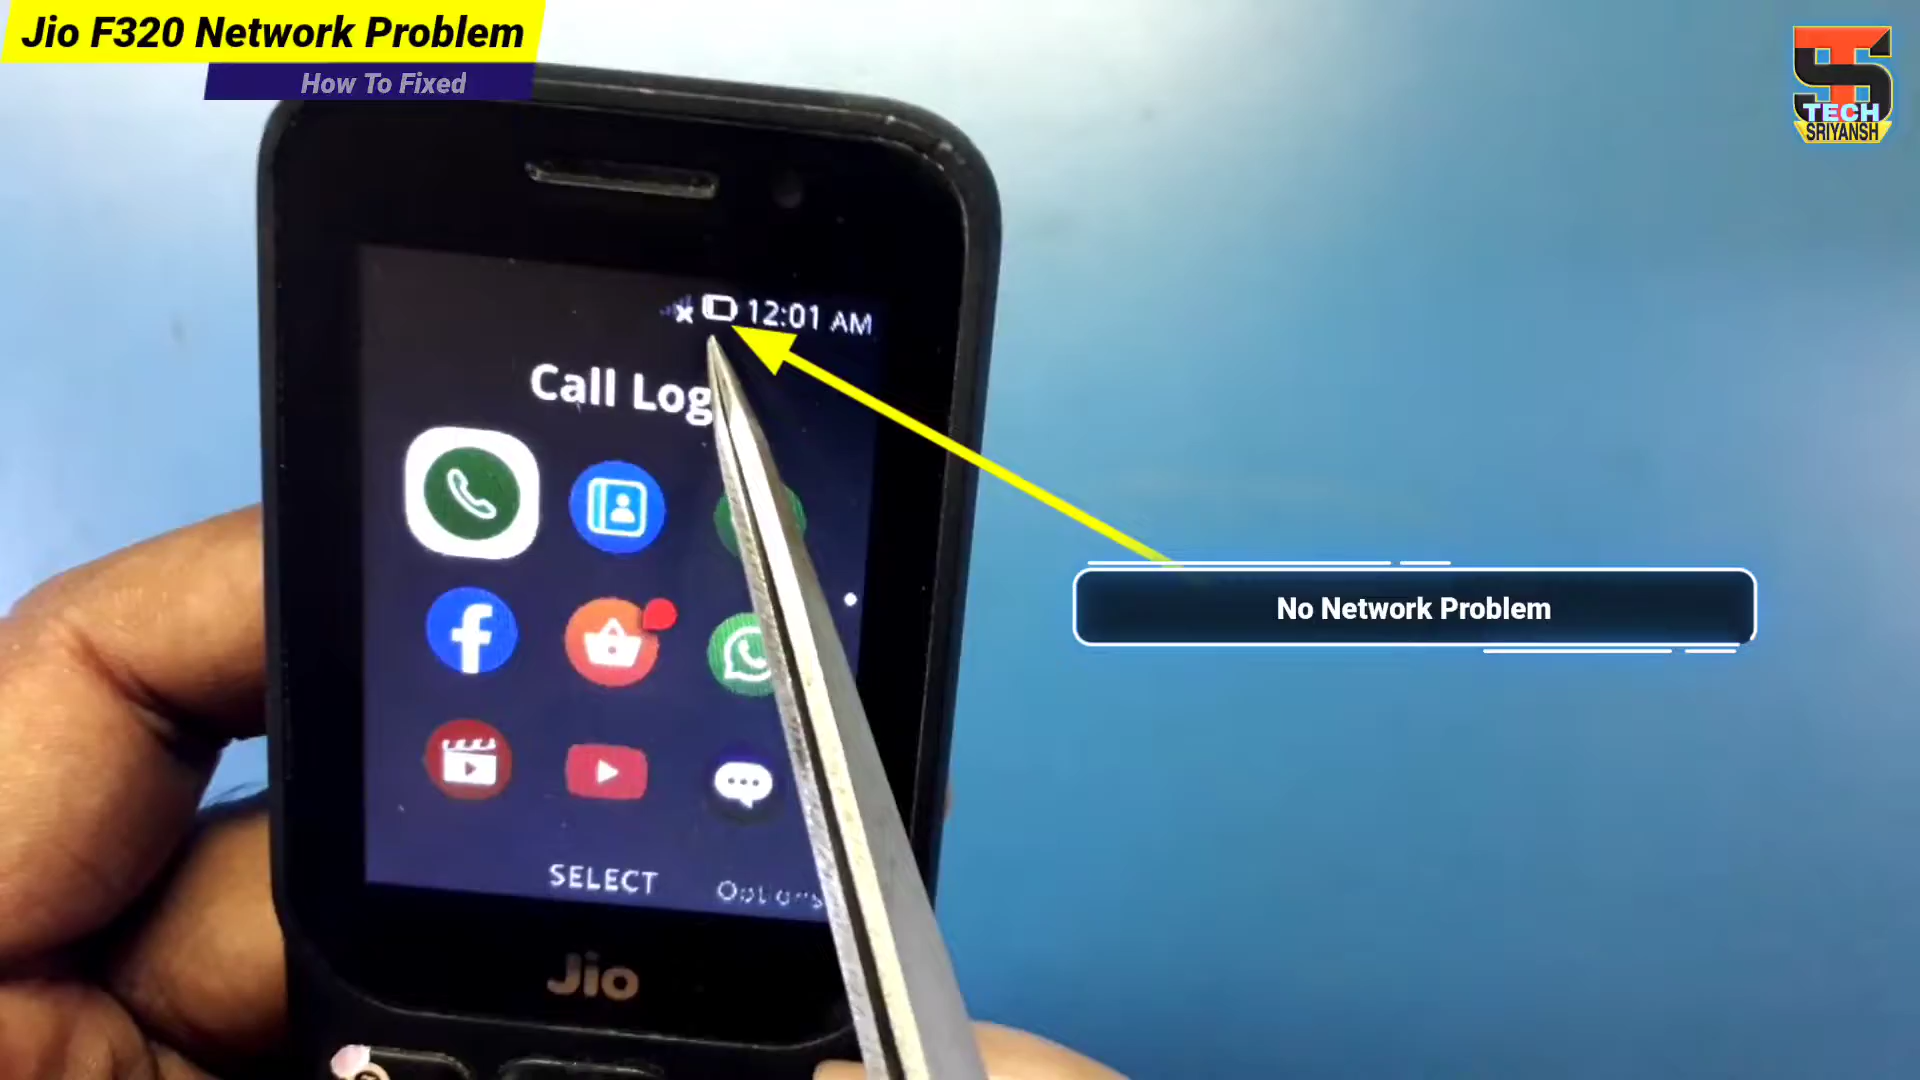 Jio F320 Network Problem
How To Fixed
TECH
SRIYANSH
12:01 AM
Call Log
No Network Problem
SELECT
Options
Jio